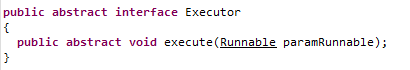 public abstract interface Executor
{
  public abstract void execute(Runnable paramRunnable);
}